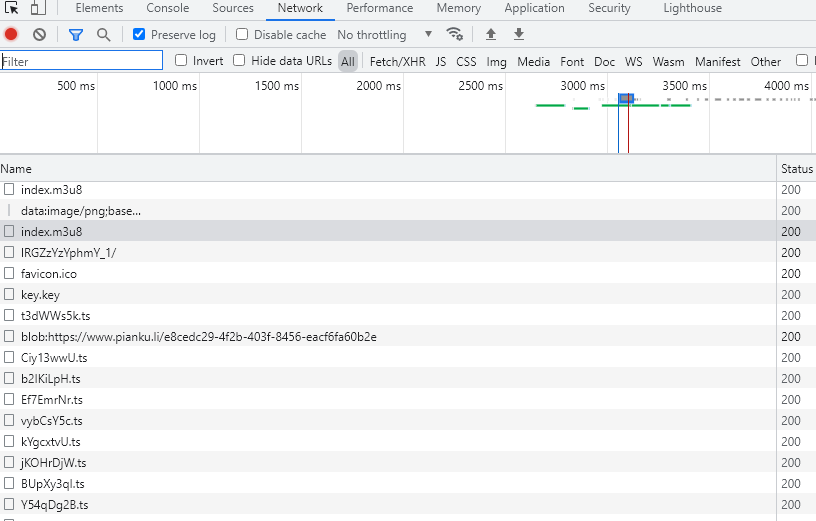 Elements Console Sources Network Performance Memory Application Security Lighthouse
Preserve log Disable cache No throttling
Filter Invert Hide data URLs All Fetch/XHR JS CSS Img Media Font Doc WS Wasm Manifest Other
500 ms 1000 ms 1500 ms 2000 ms 2500 ms 3000 ms 3500 ms 4000 ms
Name Status
index.m3u8 200
data:image/png;base... 200
index.m3u8 200
lRGZzYzYphmY_1/ 200
favicon.ico 200
key.key 200
t3dWWs5k.ts 200
blob:https://www.pianku.li/e8cedc29-4f2b-403f-8456-eacf6fa60b2e 200
Ciy13wwU.ts 200
b2IKiLpH.ts 200
Ef7EmrNr.ts 200
vybCsY5c.ts 200
kYgcxtvU.ts 200
jKOHrDjW.ts 200
BUpXy3qI.ts 200
Y54qDg2B.ts 200